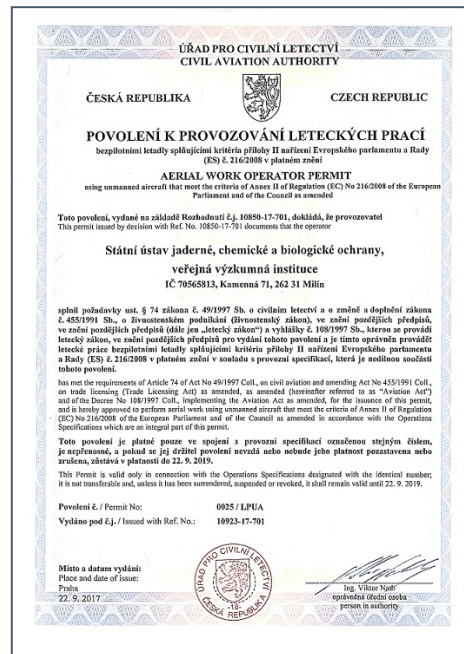 ÚŘAD PRO CIVILNÍ LETECTVÍ
CIVIL AVIATION AUTHORITY
ČESKÁ REPUBLIKA
CZECH REPUBLIC
POVOLENÍ K PROVOZOVÁNÍ LETECKÝCH PRACÍ
bezpilotními letadly splňujícími kritéria přílohy II nařízení Evropského parlamentu a Rady
(ES) č. 216/2008 v platném znění
AERIAL WORK OPERATOR PERMIT
using unmanned aircraft that meet the criteria of Annex II of Regulation (EC) No 216/2008 of the European
Parliament and of the Council as amended
Toto povolení, vydané na základě Rozhodnutí č.j. 10850-17-701, dokládá, že provozovatel
This permit issued by decision with Ref. No. 10850-17-701 documents that the operator
Státní ústav jaderné, chemické a biologické ochrany,
veřejná výzkumná instituce
IČ 70565813, Kamenná 71, 262 31 Milín
splnil požadavky ust. § 74 zákona č. 49/1997 Sb. o civilním letectví a o změně a doplnění zákona
č. 455/1991 Sb., o živnostenském podnikání (živnostenský zákon), ve znění pozdějších předpisů,
ve znění pozdějších předpisů (dále jen „letecký zákon“) a vyhlášky č. 108/1997 Sb., kterou se provádí
letecký zákon, ve znění pozdějších předpisů pro vydání tohoto povolení a je tímto oprávněn provádět
letecké práce bezpilotními letadly splňujícími kritéria přílohy II nařízení Evropského parlamentu
a Rady (ES) č. 216/2008 v platném znění v souladu s provozní specifikací, která je nedílnou součástí
tohoto povolení.
has met the requirements of Article 74 of Act No 49/1997 Coll., on civil aviation and amending Act No 455/1991 Coll.,
on trade licensing (Trade Licensing Act) as amended, as amended (hereinafter referred to as "Aviation Act")
and of the Decree No 108/1997 Coll., implementing the Aviation Act as amended, for the issuance of this permit,
and is hereby approved to perform aerial work using unmanned aircraft that meet the criteria of Annex II of Regulation
(EC) No 216/2008 of the European Parliament and of the Council as amended in accordance with the Operations
Specifications which are an integral part of this permit.
Toto povolení je platné pouze ve spojení s provozní specifikací označenou stejným číslem,
je nepřenosné, a pokud se jej držitel povolení nevzdá nebo nebude jeho platnost pozastavena nebo
zrušena, zůstává v platnosti do 22. 9. 2019.
This Permit is valid only in connection with the Operations Specifications designated with the identical number;
it is not transferable and, unless it has been surrendered, suspended or revoked, it shall remain valid until 22. 9. 2019.
Povolení č. / Permit No: 0025 / LPUA
Vydáno pod č.j. / Issued with Ref. No.: 10923-17-701
Místo a datum vydání:
Place and date of issue:
Praha
22. 9. 2017
ÚŘAD PRO CIVILNÍ LETECTVÍ
-18-
ČESKÁ REPUBLIKA
Ing. Viktor Nath
oprávněná úřední osoba
person in authority